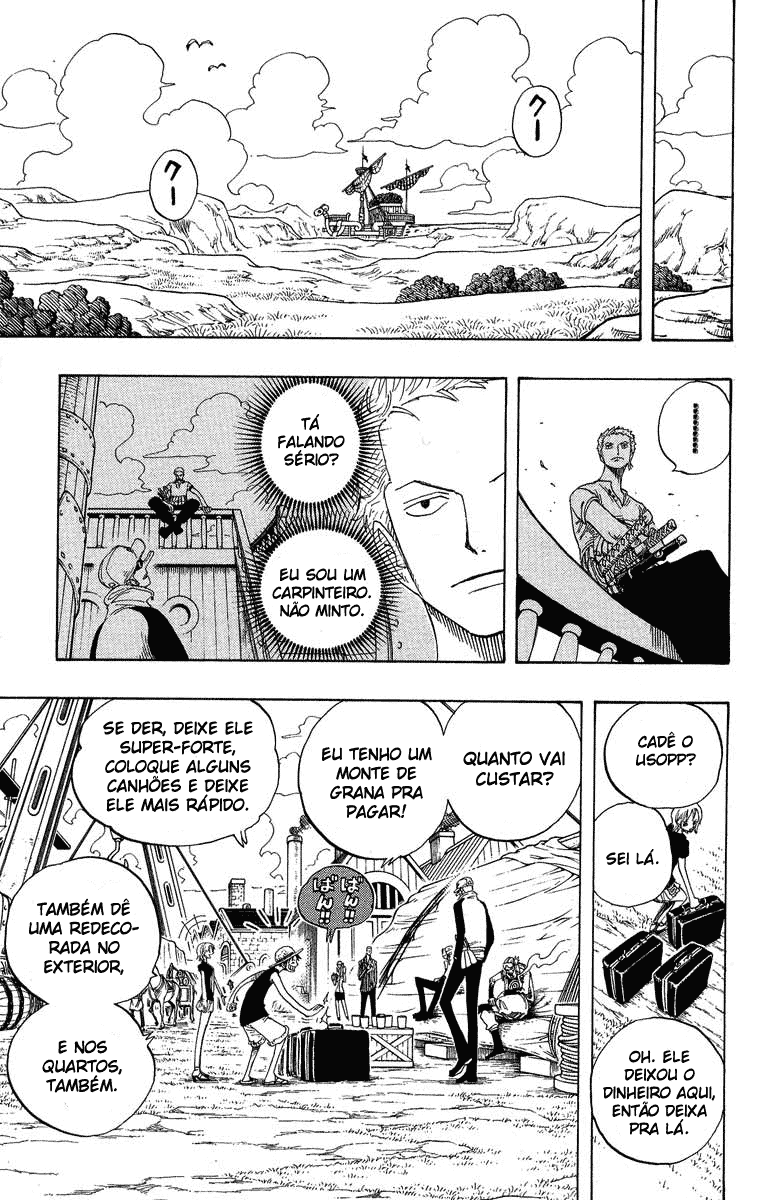 クー
クー
..........
TÁ
FALANDO
SÉRIO?
EU SOU UM
CARPINTEIRO.
NÃO MINTO.
CADÊ O
USOPP?
SEI LÁ.
OH. ELE
DEIXOU O
DINHEIRO AQUI,
ENTÃO DEIXA
PRA LÁ.
QUANTO VAI
CUSTAR?
EU TENHO UM
MONTE DE
GRANA PRA
PAGAR!
ばん!!
ばん!!
SE DER, DEIXE ELE
SUPER-FORTE,
COLOQUE ALGUNS
CANHÕES E DEIXE
ELE MAIS RÁPIDO.
TAMBÉM DÊ
UMA REDECO-
RADA NO
EXTERIOR,
E NOS
QUARTOS,
TAMBÉM.